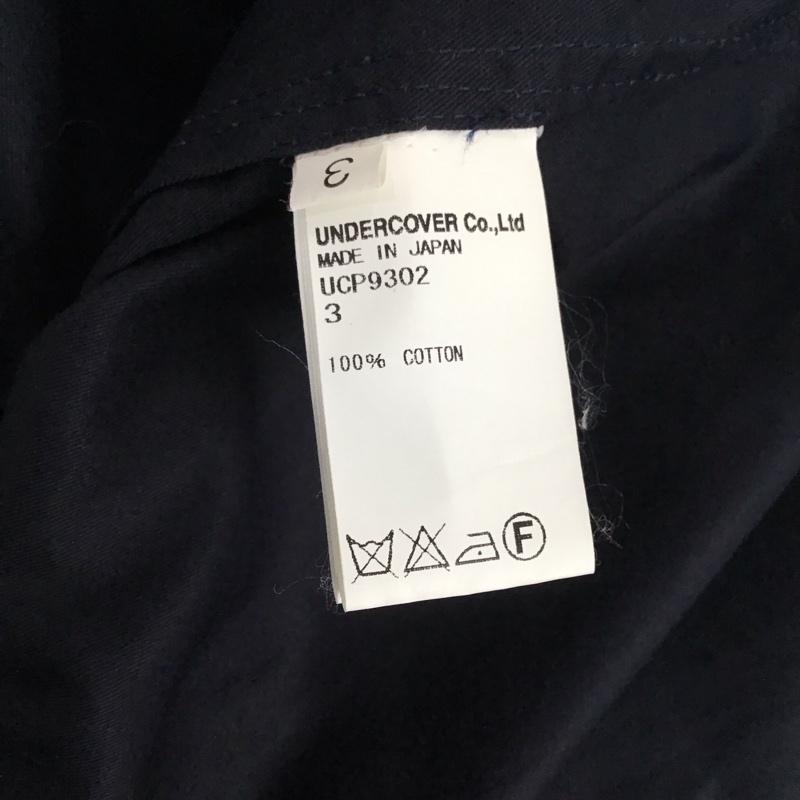 3
UNDERCOVER Co.,Ltd
MADE IN JAPAN
UCP9302
3
100% COTTON
F